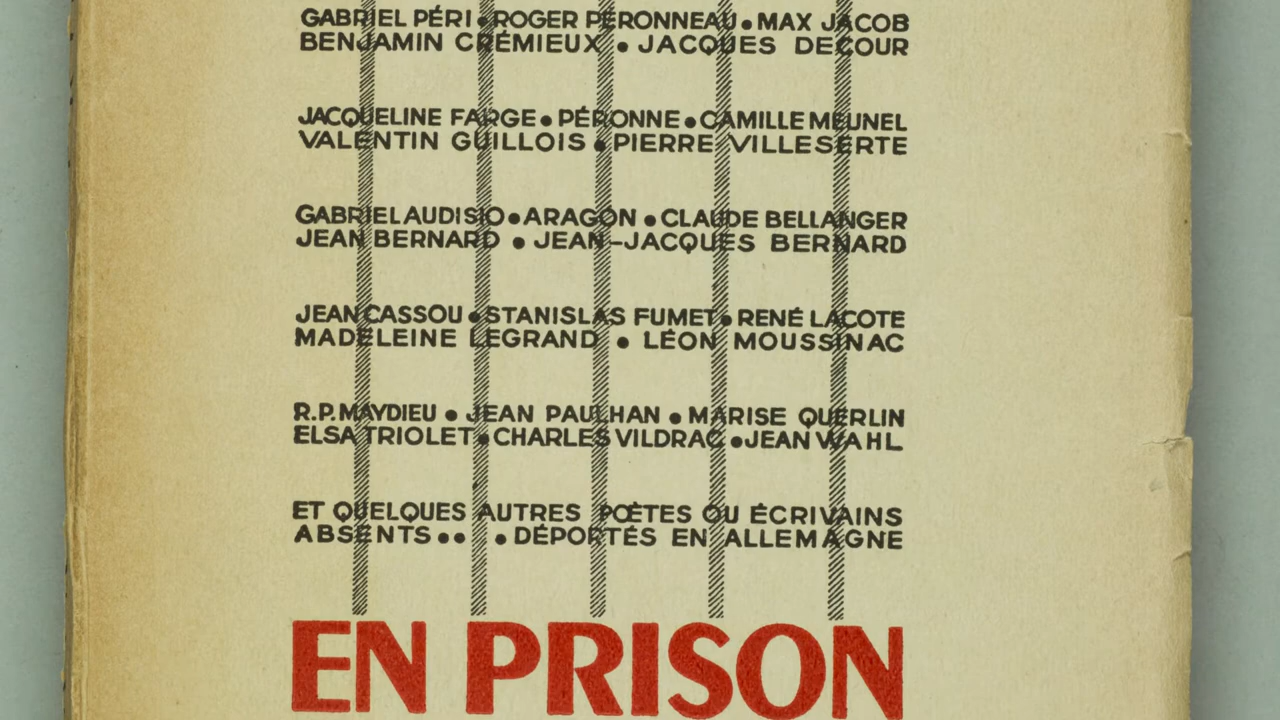 GABRIEL PÉRI • ROGER PÉRONNEAU • MAX JACOB
BENJAMIN CRÉMIEUX • JACQUES DECOUR
JACQUELINE FARGE • PÉRONNE • CAMILLE MEUNEL
VALENTIN GUILLOIS • PIERRE VILLESERTE
GABRIEL AUDISIO • ARAGON • CLAUDE BELLANGER
JEAN BERNARD • JEAN-JACQUES BERNARD
JEAN CASSOU • STANISLAS FUMET • RENÉ LACOTE
MADELEINE LEGRAND • LÉON MOUSSINAC
R.P. MAYDIEU • JEAN PAULHAN • MARISE QUERLIN
ELSA TRIOLET • CHARLES VILDRAC • JEAN WAHL
ET QUELQUES AUTRES POÈTES OU ÉCRIVAINS
ABSENTS •• • DÉPORTÉS EN ALLEMAGNE
EN PRISON